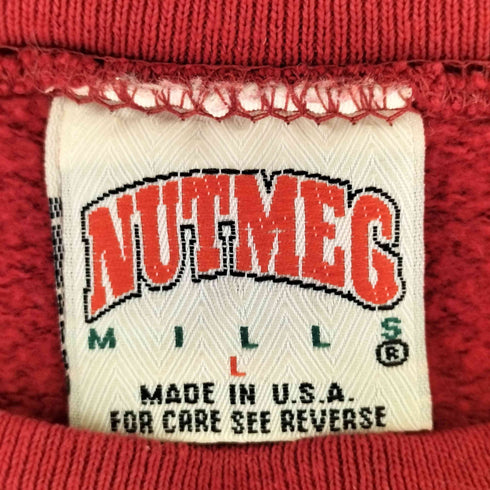 NUTMEG
MILLS
®
L
MADE IN U.S.A.
FOR CARE SEE REVERSE